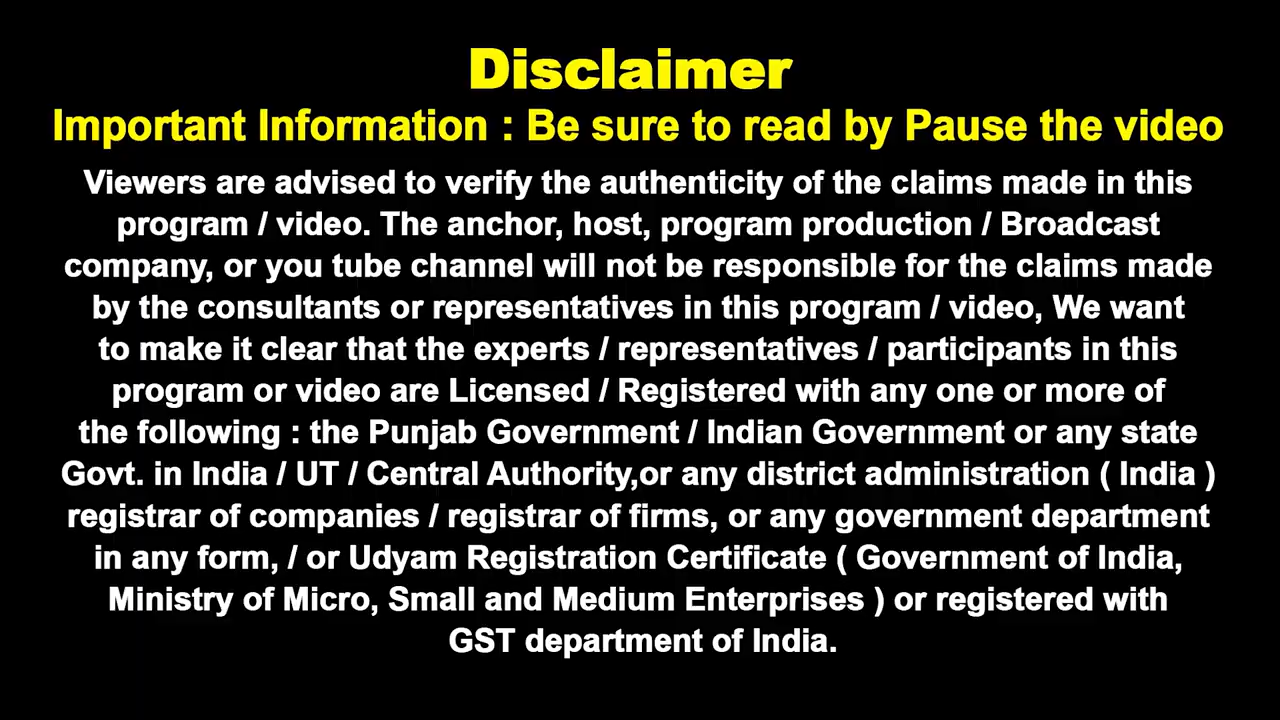 Disclaimer
Important Information : Be sure to read by Pause the video
Viewers are advised to verify the authenticity of the claims made in this
program / video. The anchor, host, program production / Broadcast
company, or you tube channel will not be responsible for the claims made
by the consultants or representatives in this program / video, We want
to make it clear that the experts / representatives / participants in this
program or video are Licensed / Registered with any one or more of
the following : the Punjab Government / Indian Government or any state
Govt. in India / UT / Central Authority,or any district administration ( India )
registrar of companies / registrar of firms, or any government department
in any form, / or Udyam Registration Certificate ( Government of India,
Ministry of Micro, Small and Medium Enterprises ) or registered with
GST department of India.